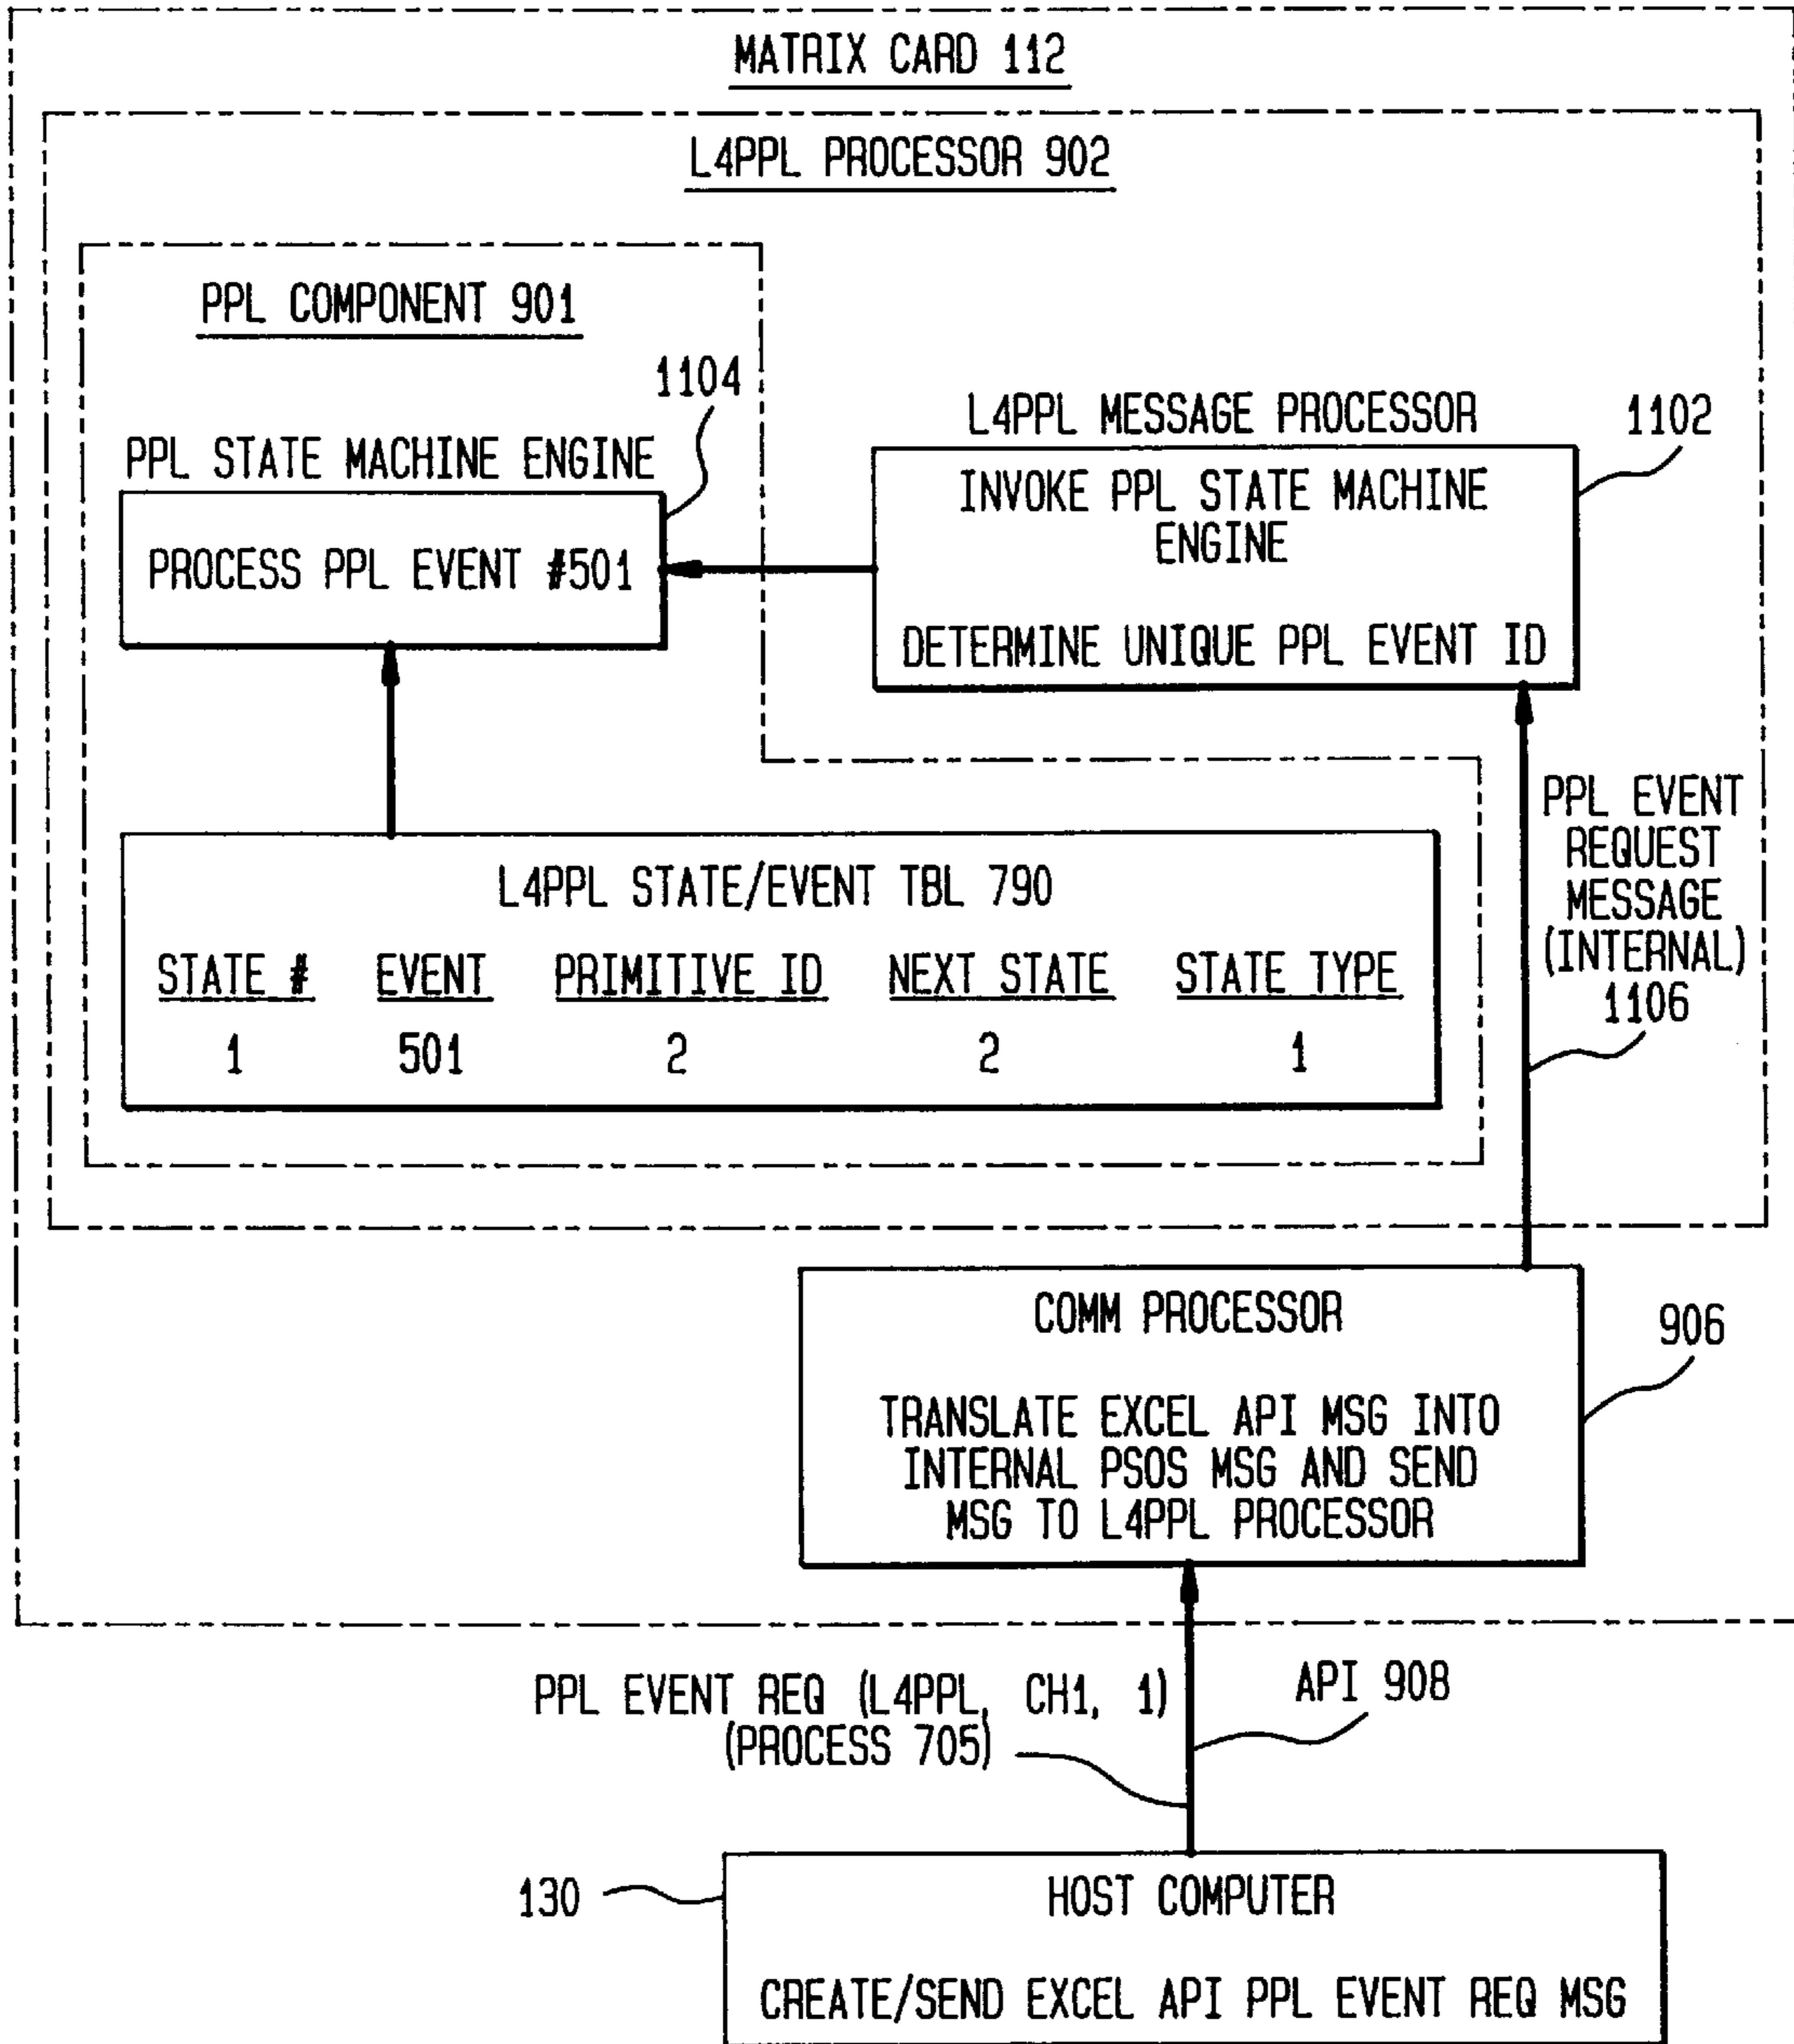 MATRIX CARD 112
L4PPL PROCESSOR 902
PPL COMPONENT 901
1104
PPL STATE MACHINE ENGINE
PROCESS PPL EVENT #501
L4PPL MESSAGE PROCESSOR
1102
INVOKE PPL STATE MACHINE
ENGINE
DETERMINE UNIQUE PPL EVENT ID
PPL EVENT
REQUEST
MESSAGE
(INTERNAL)
1106
L4PPL STATE/EVENT TBL 790
STATE # EVENT PRIMITIVE ID NEXT STATE STATE TYPE
1 501 2 2 1
COMM PROCESSOR
906
TRANSLATE EXCEL API MSG INTO
INTERNAL PSOS MSG AND SEND
MSG TO L4PPL PROCESSOR
PPL EVENT REQ (L4PPL, CH1, 1)
(PROCESS 705)
API 908
130
HOST COMPUTER
CREATE/SEND EXCEL API PPL EVENT REQ MSG